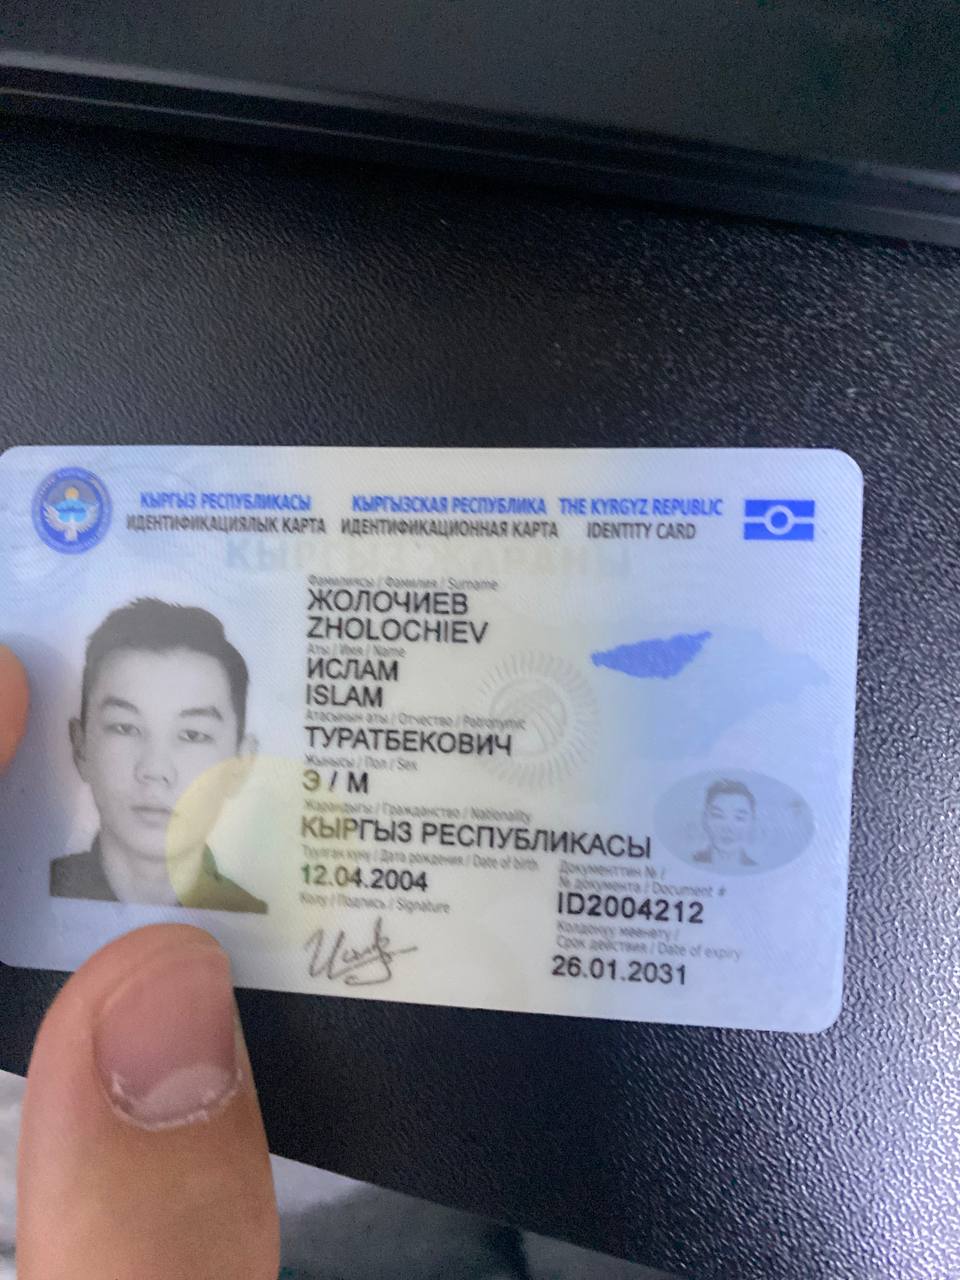 КЫРГЫЗ РЕСПУБЛИКАСЫ КЫРГЫЗСКАЯ РЕСПУБЛИКА THE KYRGYZ REPUBLIC
ИДЕНТИФИКАЦИЯЛЫК КАРТА ИДЕНТИФИКАЦИОННАЯ КАРТА IDENTITY CARD
Фамилиясы / Фамилия / Surname
ЖОЛОЧИЕВ
ZHOLOCHIEV
Аты / Имя / Name
ИСЛАМ
ISLAM
Атасынын аты / Отчество / Patronymic
ТУРАТБЕКОВИЧ
Жынысы / Пол / Sex
Э / М
Жарандыгы / Гражданство / Nationality
КЫРГЫЗ РЕСПУБЛИКАСЫ
Туулган күнү / Дата рождения / Date of birth
12.04.2004
Колу / Подпись / Signature
Документтин № /
№ документа / Document #
ID2004212
Колдонуу мөөнөтү /
Срок действия / Date of expiry
26.01.2031